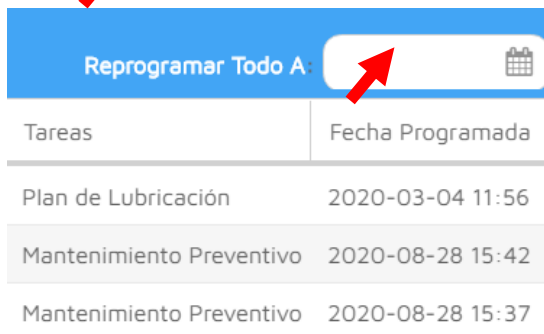 Reprogramar Todo A:
Tareas Fecha Programada
Plan de Lubricación 2020-03-04 11:56
Mantenimiento Preventivo 2020-08-28 15:42
Mantenimiento Preventivo 2020-08-28 15:37